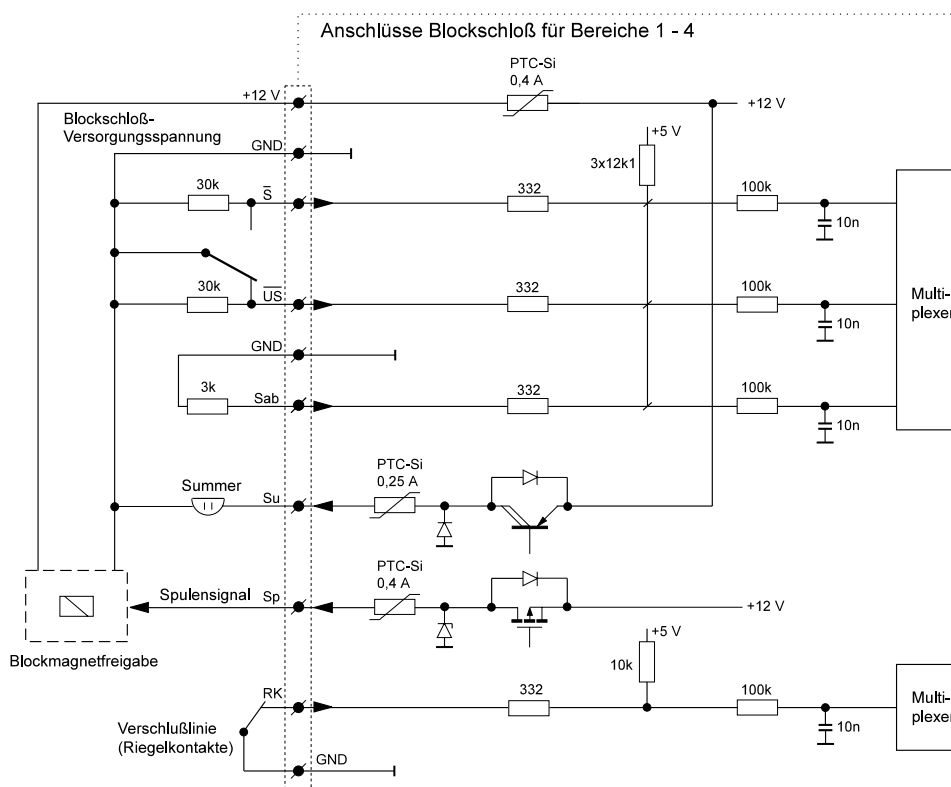 Anschlüsse Blockschloß für Bereiche 1 - 4
PTC-Si
0,4 A
+12 V
+12 V
Blockschloß-
Versorgungsspannung
GND
+5 V
3x12k1
30k
S̅
332
100k
10n
30k
U̅S̅
332
100k
10n
Multi-
plexer
GND
3k
Sab
332
100k
10n
Summer
Su
PTC-Si
0,25 A
Spulensignal
Sp
PTC-Si
0,4 A
+12 V
Blockmagnetfreigabe
+5 V
10k
RK
332
100k
10n
Multi-
plexer
Verschlußlinie
(Riegelkontakte)
GND